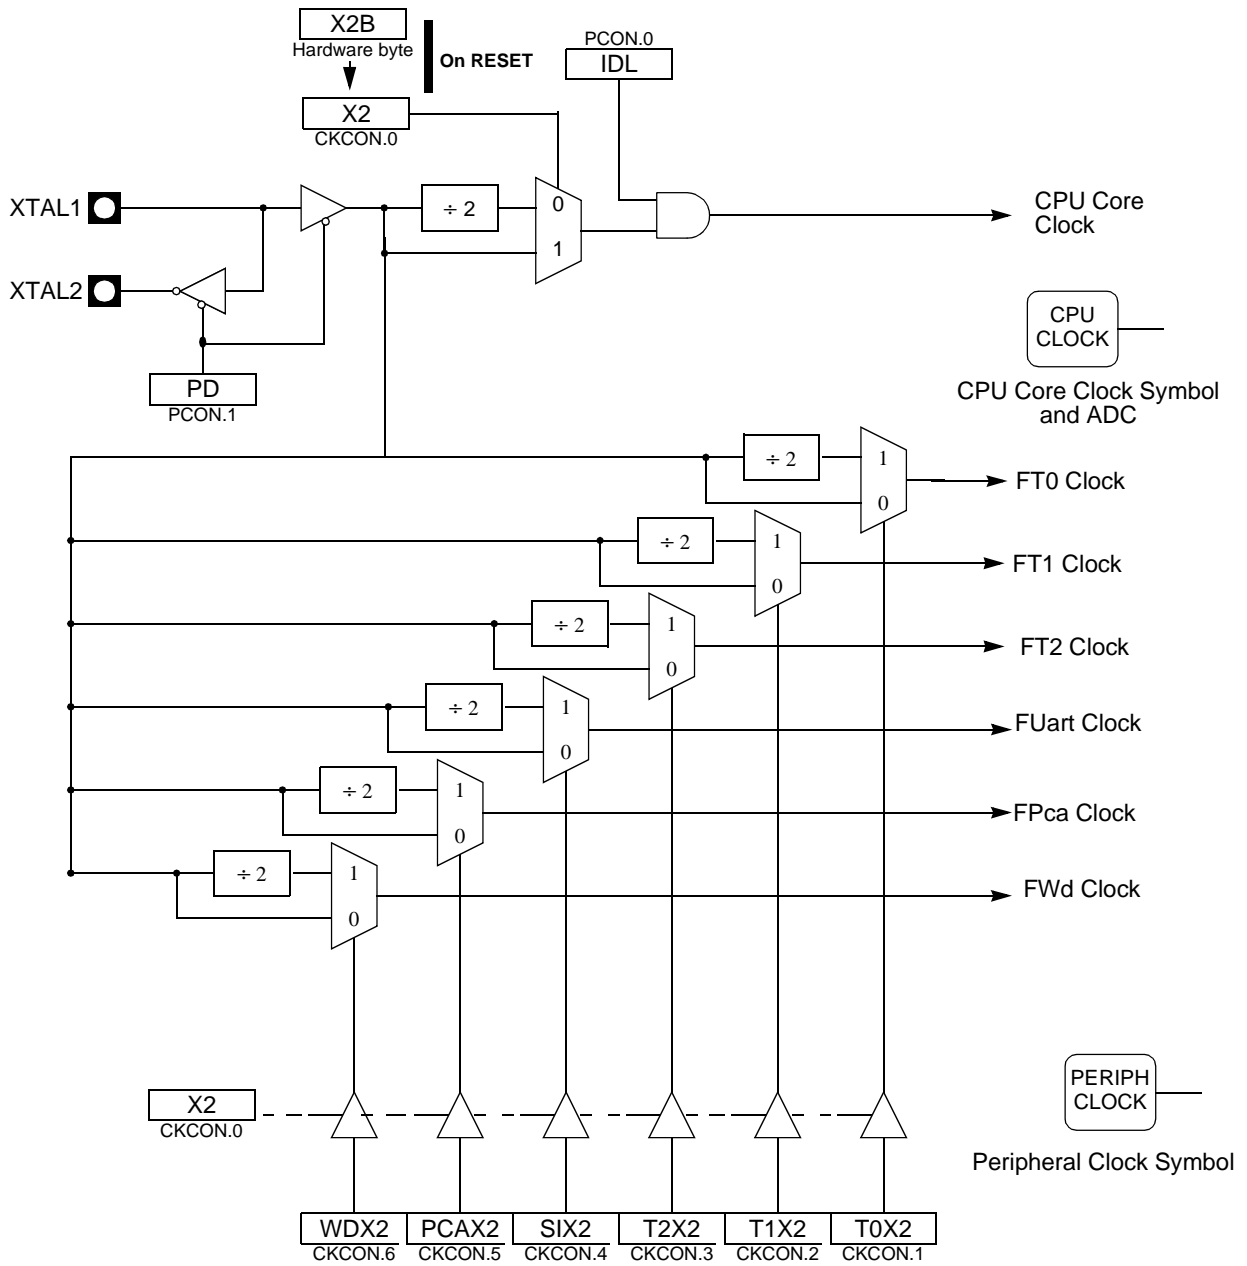 X2B
Hardware byte
On RESET
X2
CKCON.0
PCON.0
IDL
XTAL1
÷ 2
0
1
CPU Core
Clock
XTAL2
PD
PCON.1
CPU
CLOCK
CPU Core Clock Symbol
and ADC
÷ 2
1
0
FT0 Clock
÷ 2
1
0
FT1 Clock
÷ 2
1
0
FT2 Clock
÷ 2
1
0
FUart Clock
÷ 2
1
0
FPca Clock
÷ 2
1
0
FWd Clock
X2
CKCON.0
PERIPH
CLOCK
Peripheral Clock Symbol
WDX2
CKCON.6
PCAX2
CKCON.5
SIX2
CKCON.4
T2X2
CKCON.3
T1X2
CKCON.2
T0X2
CKCON.1